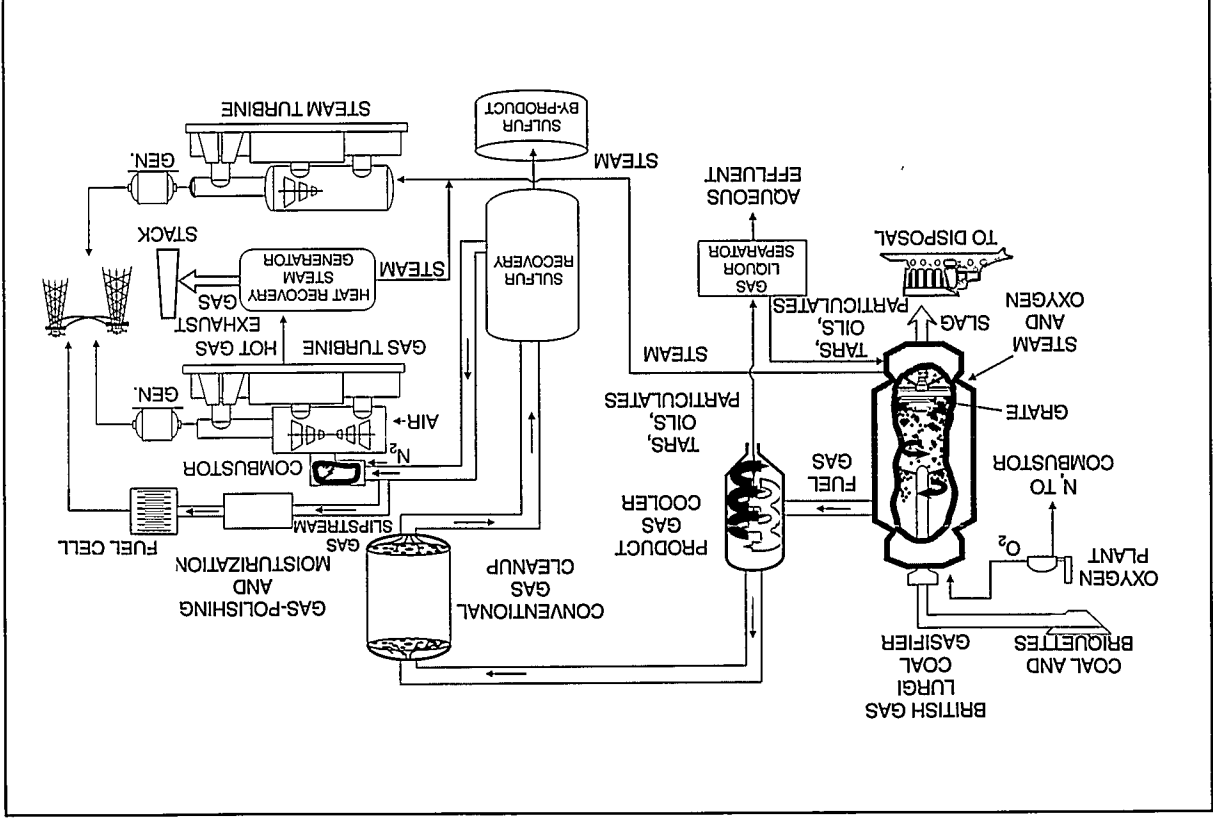 BRITISH GAS
LURGI
COAL
GASIFIER
COAL AND
BRIQUETTES
OXYGEN
PLANT
O₂
N₂ TO
COMBUSTOR
GRATE
STEAM
AND
OXYGEN
SLAG
TO DISPOSAL
FUEL
GAS
PRODUCT
GAS
COOLER
TARS,
OILS,
PARTICULATES
TARS,
OILS,
PARTICULATES
STEAM
GAS
LIQUOR
SEPARATOR
AQUEOUS
EFFLUENT
STEAM
CONVENTIONAL
GAS
CLEANUP
SULFUR
RECOVERY
SULFUR
BY-PRODUCT
GAS-POLISHING
AND
MOISTURIZATION
FUEL CELL
GAS
SLIPSTREAM
COMBUSTOR
N₂
AIR
GEN.
GAS TURBINE
HOT GAS
EXHAUST
GAS
HEAT RECOVERY
STEAM
GENERATOR
STEAM
STACK
GEN.
STEAM TURBINE